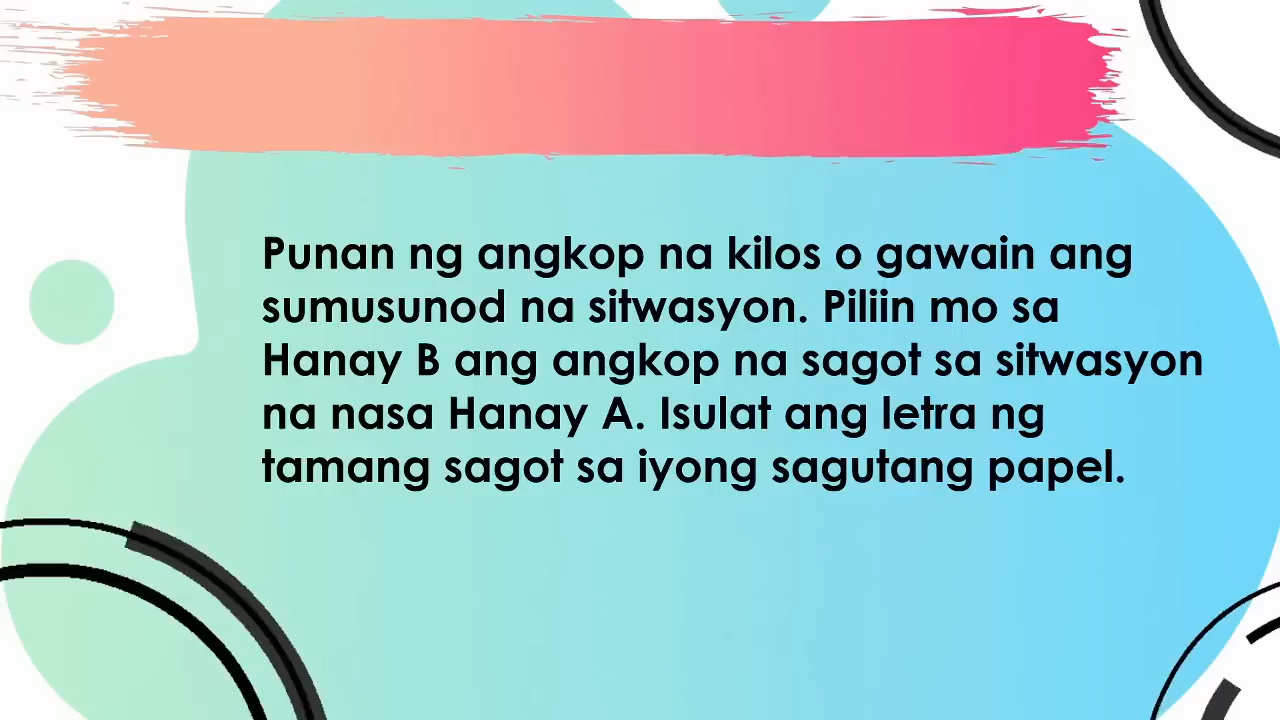 Punan ng angkop na kilos o gawain ang
sumusunod na sitwasyon. Piliin mo sa
Hanay B ang angkop na sagot sa sitwasyon
na nasa Hanay A. Isulat ang letra ng
tamang sagot sa iyong sagutang papel.